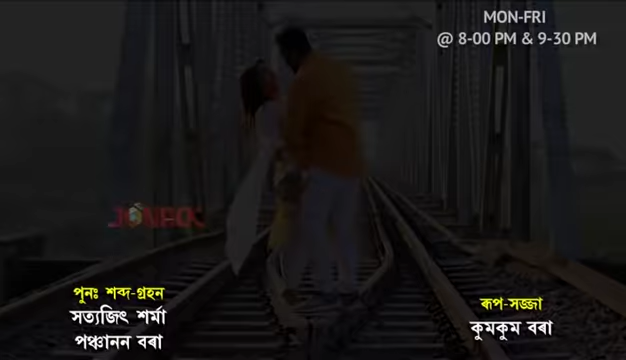 MON-FRI
@ 8-00 PM & 9-30 PM
পুনঃ শব্দ-গ্ৰহন
সত্যজিৎ শৰ্মা
পঞ্চানন বৰা
ৰূপ-সজ্জা
কুমকুম বৰা